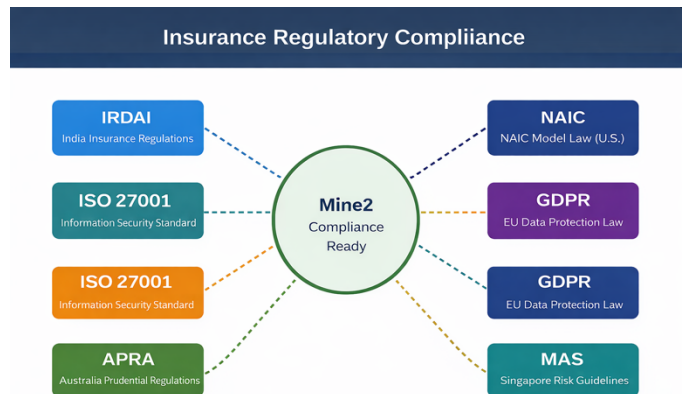 Insurance Regulatory Compliiance
IRDAI
India Insurance Regulations
ISO 27001
Information Security Standard
ISO 27001
Information Security Standard
APRA
Australia Prudential Regulations
Mine2
Compliance
Ready
NAIC
NAIC Model Law (U.S.)
GDPR
EU Data Protection Law
GDPR
EU Data Protection Law
MAS
Singapore Risk Guidelines